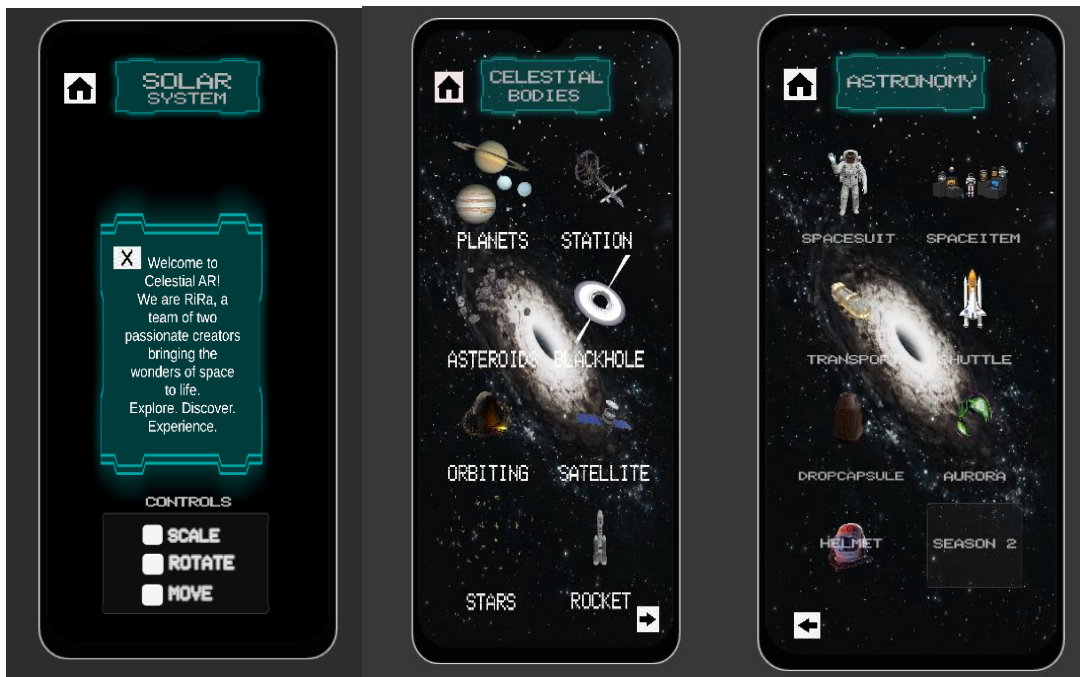 SOLAR
SYSTEM
X
Welcome to
Celestial AR!
We are RiRa, a
team of two
passionate creators
bringing the
wonders of space
to life.
Explore. Discover.
Experience.
CONTROLS
SCALE
ROTATE
MOVE
CELESTIAL
BODIES
PLANETS STATION
ASTEROIDS BLACKHOLE
ORBITING SATELLITE
STARS ROCKET
ASTRONOMY
SPACESUIT SPACEITEM
TRANSPORT SHUTTLE
DROPCAPSULE AURORA
HELMET SEASON 2